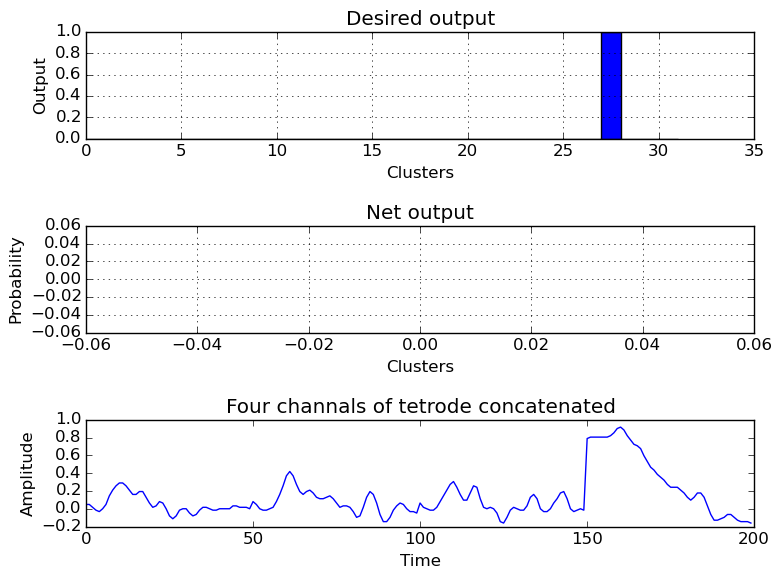 Desired output
1.0
0.8
0.6
0.4
0.2
0.0
Output
0 5 10 15 20 25 30 35
Clusters
Net output
0.06
0.04
0.02
0.00
−0.02
−0.04
−0.06
Probability
−0.06 −0.04 −0.02 0.00 0.02 0.04 0.06
Clusters
Four channels of tetrode concatenated
1.0
0.8
0.6
0.4
0.2
0.0
−0.2
Amplitude
0 50 100 150 200
Time